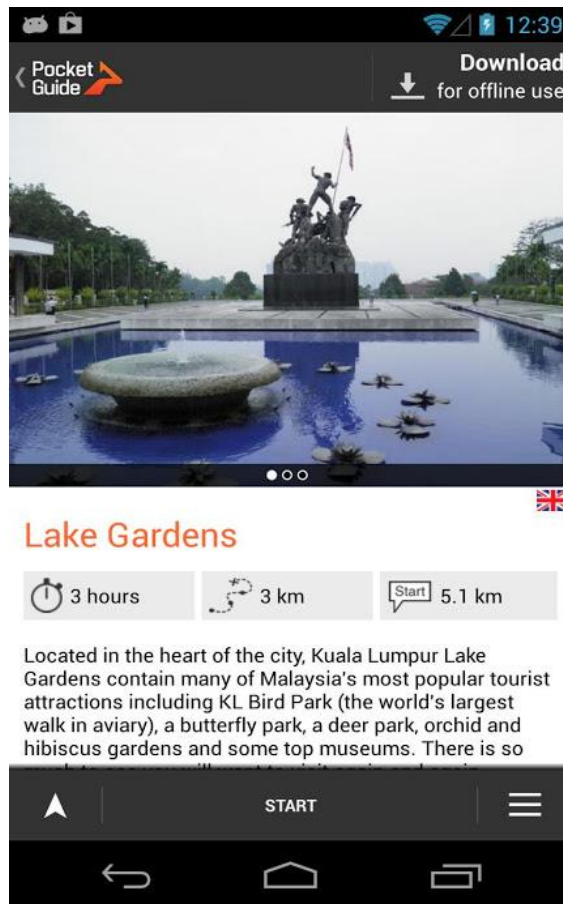 12:39
Pocket
Guide
Download
for offline use
Lake Gardens
3 hours
3 km
Start
5.1 km
Located in the heart of the city, Kuala Lumpur Lake
Gardens contain many of Malaysia's most popular tourist
attractions including KL Bird Park (the world's largest
walk in aviary), a butterfly park, a deer park, orchid and
hibiscus gardens and some top museums. There is so
START